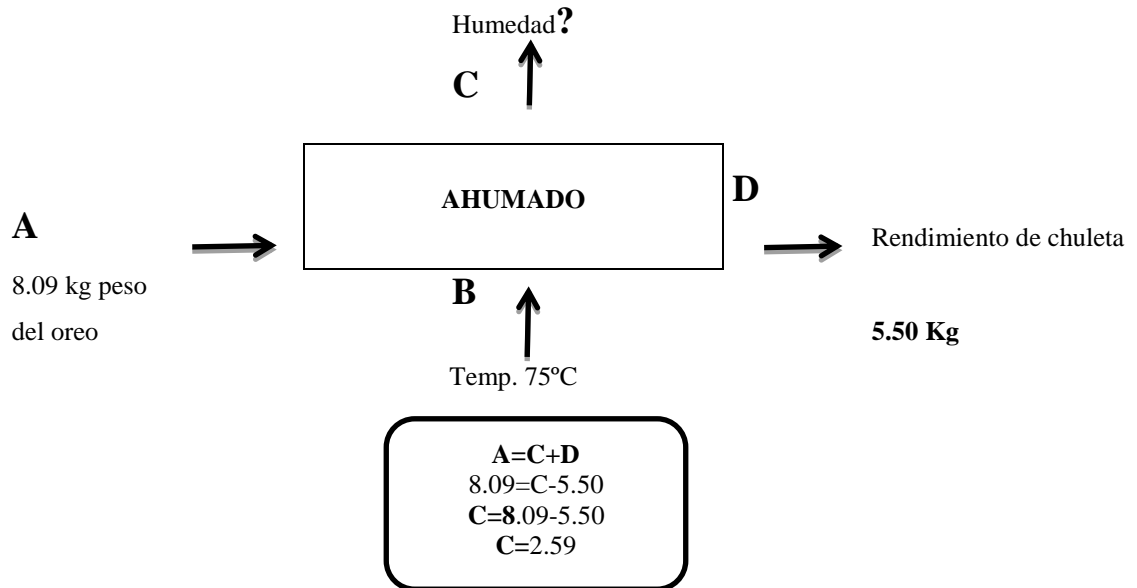 Humedad?
C
AHUMADO
D
A
8.09 kg peso
del oreo
Rendimiento de chuleta
5.50 Kg
B
Temp. 75ºC
A=C+D
8.09=C-5.50
C=8.09-5.50
C=2.59